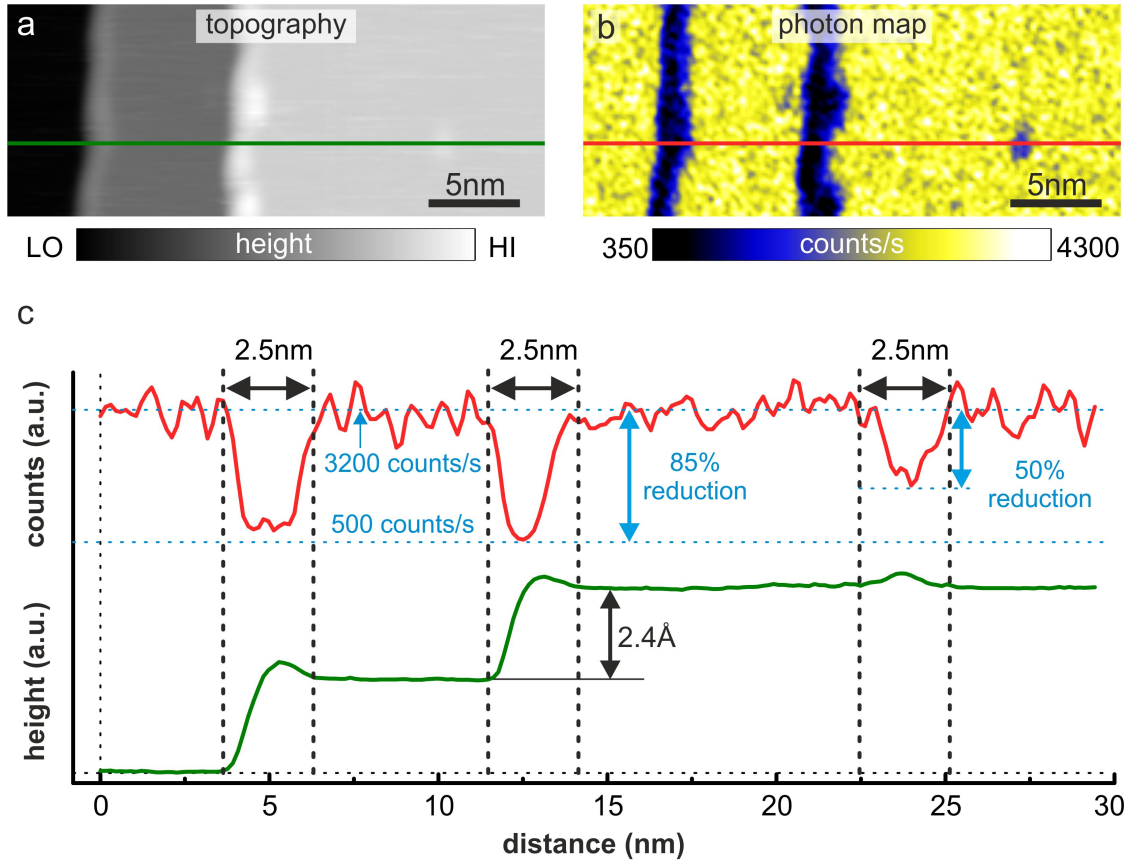 a
topography
5nm
LO
height
HI
b
photon map
5nm
350
counts/s
4300
c
2.5nm
2.5nm
2.5nm
counts (a.u.)
3200 counts/s
500 counts/s
85%
reduction
50%
reduction
height (a.u.)
2.4Å
0
5
10
15
20
25
30
distance (nm)